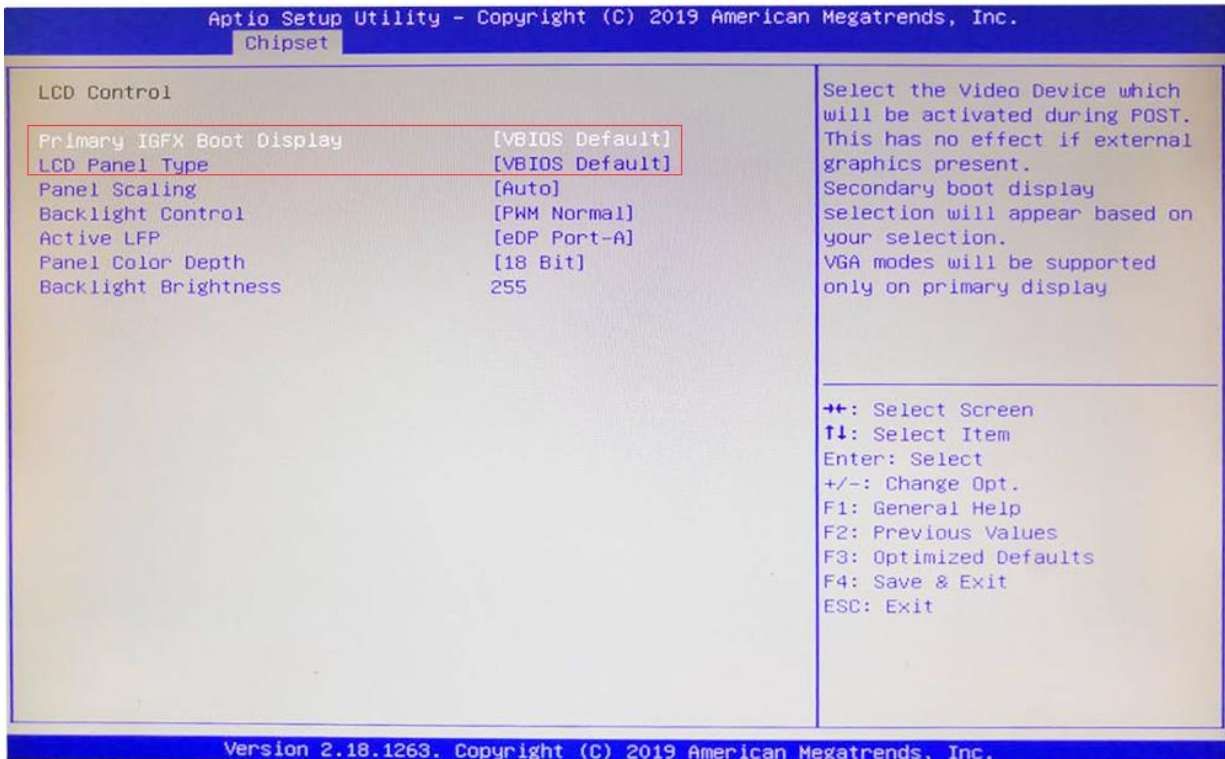 Aptio Setup Utility – Copyright (C) 2019 American Megatrends, Inc.
Chipset
LCD Control
Primary IGFX Boot Display [VBIOS Default]
LCD Panel Type [VBIOS Default]
Panel Scaling [Auto]
Backlight Control [PWM Normal]
Active LFP [eDP Port-A]
Panel Color Depth [18 Bit]
Backlight Brightness 255
Select the Video Device which
will be activated during POST.
This has no effect if external
graphics present.
Secondary boot display
selection will appear based on
your selection.
VGA modes will be supported
only on primary display
→←: Select Screen
↑↓: Select Item
Enter: Select
+/-: Change Opt.
F1: General Help
F2: Previous Values
F3: Optimized Defaults
F4: Save & Exit
ESC: Exit
Version 2.18.1263. Copyright (C) 2019 American Megatrends, Inc.